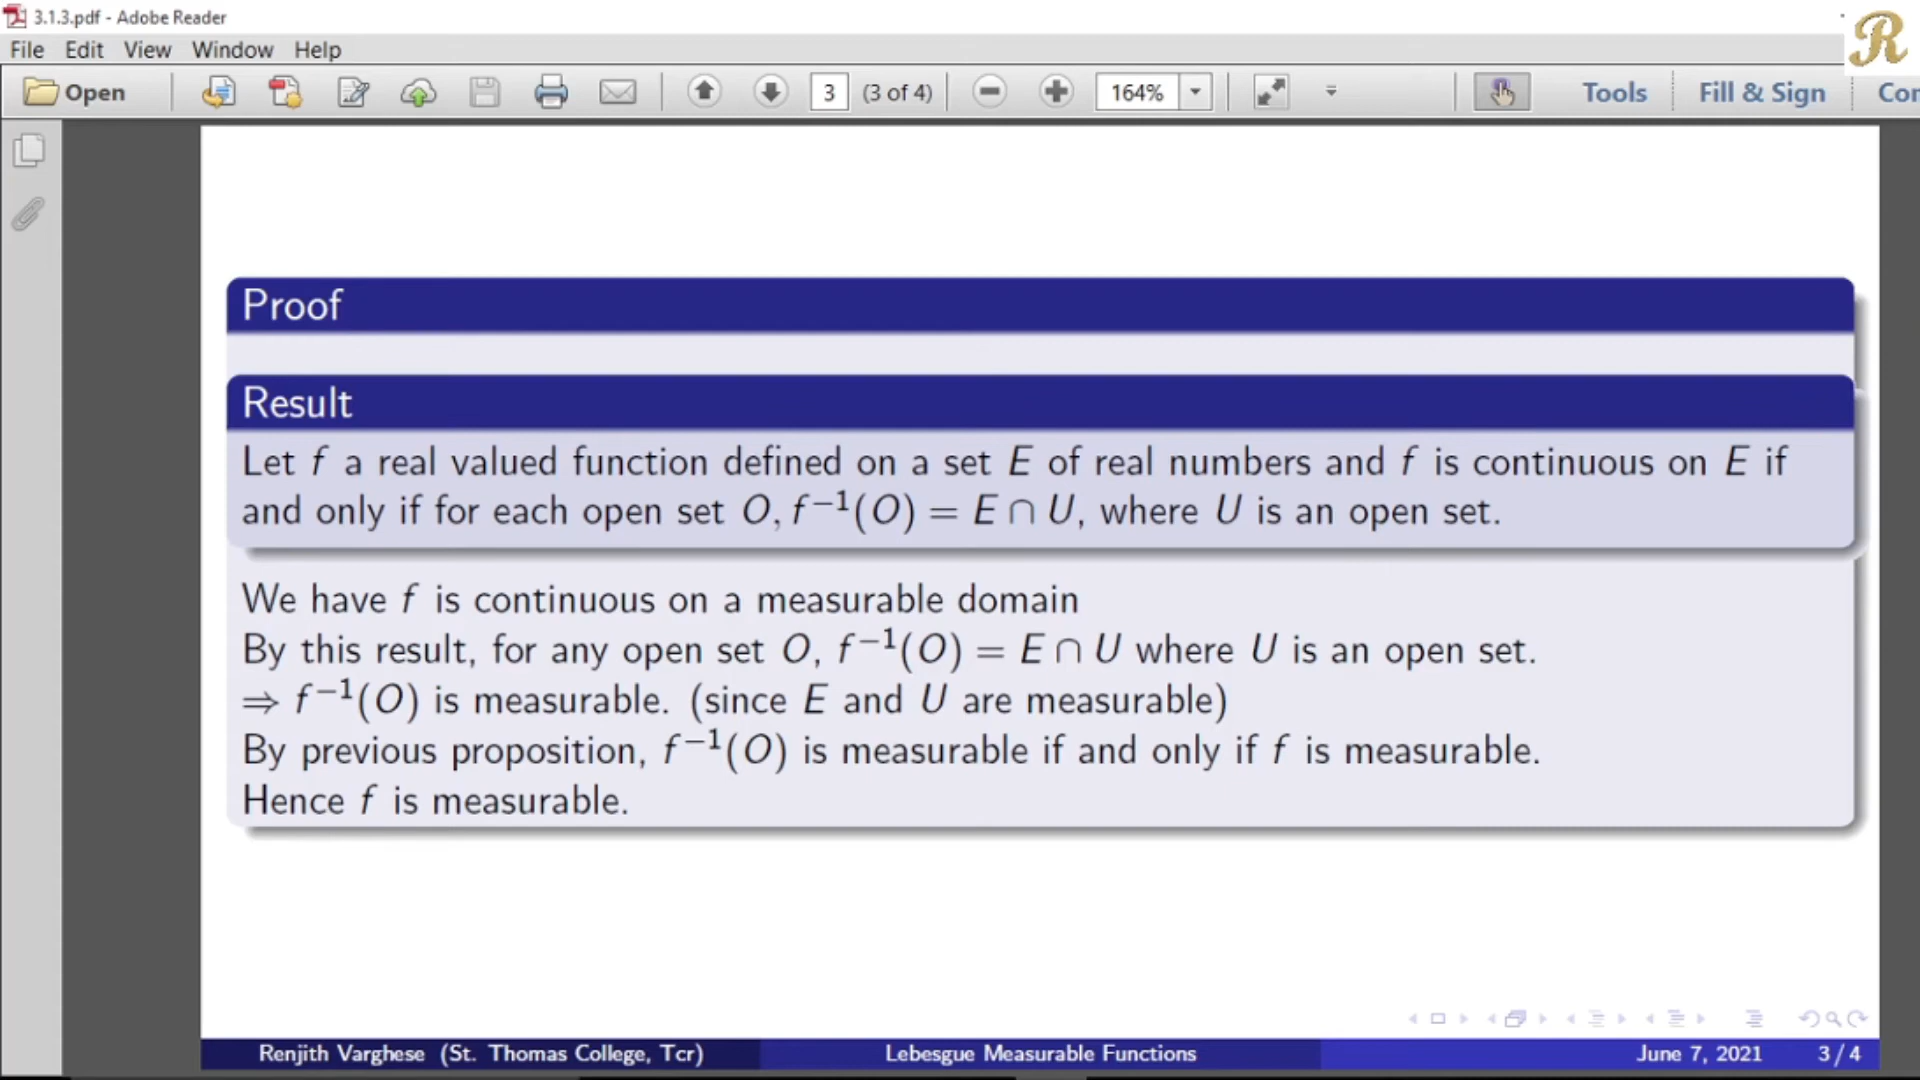 3.1.3.pdf - Adobe Reader
R
File Edit View Window Help
Open 3 (3 of 4) 164% Tools Fill & Sign Cor
Proof
Result
Let f a real valued function defined on a set E of real numbers and f is continuous on E if
and only if for each open set O, f⁻¹(O) = E ∩ U, where U is an open set.
We have f is continuous on a measurable domain
By this result, for any open set O, f⁻¹(O) = E ∩ U where U is an open set.
⇒ f⁻¹(O) is measurable. (since E and U are measurable)
By previous proposition, f⁻¹(O) is measurable if and only if f is measurable.
Hence f is measurable.
Renjith Varghese (St. Thomas College, Tcr) Lebesgue Measurable Functions June 7, 2021 3 / 4